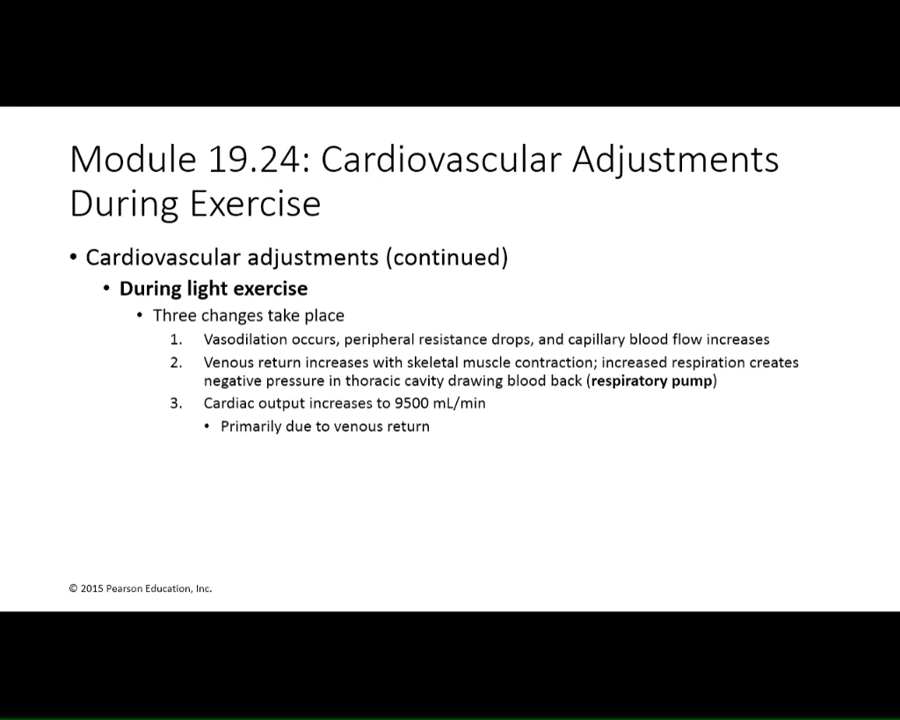 Module 19.24: Cardiovascular Adjustments
During Exercise
• Cardiovascular adjustments (continued)
• During light exercise
• Three changes take place
1. Vasodilation occurs, peripheral resistance drops, and capillary blood flow increases
2. Venous return increases with skeletal muscle contraction; increased respiration creates
negative pressure in thoracic cavity drawing blood back (respiratory pump)
3. Cardiac output increases to 9500 mL/min
• Primarily due to venous return
© 2015 Pearson Education, Inc.